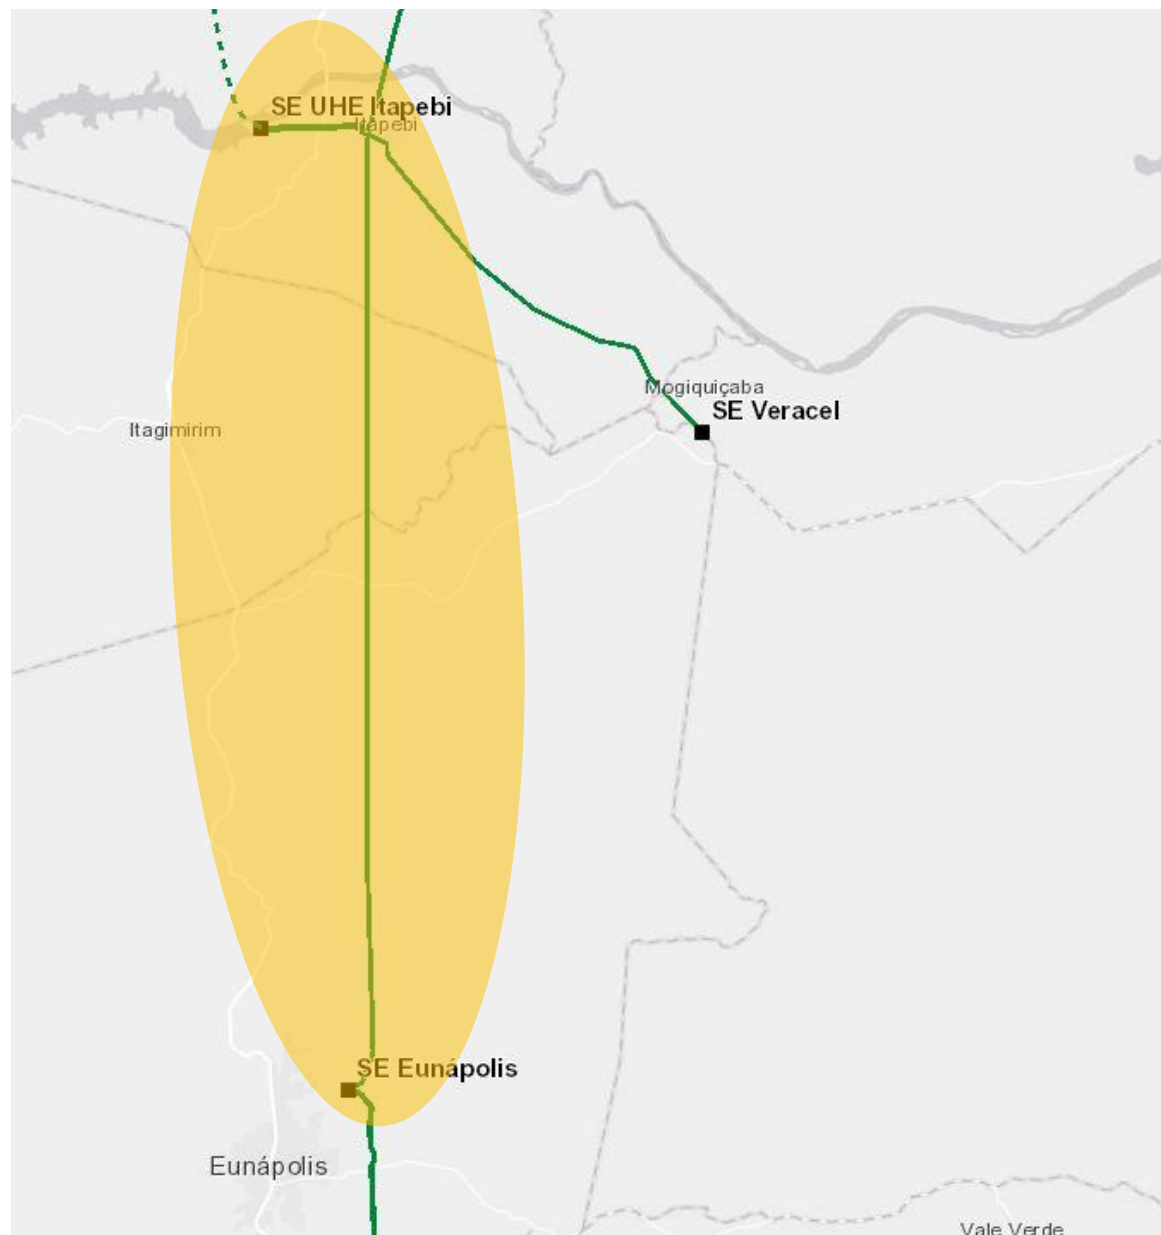 SE UHE Itapebi
Itapebi
Mogiquiçaba
SE Veracel
Itagimirim
SE Eunápolis
Eunápolis
Vale Verde